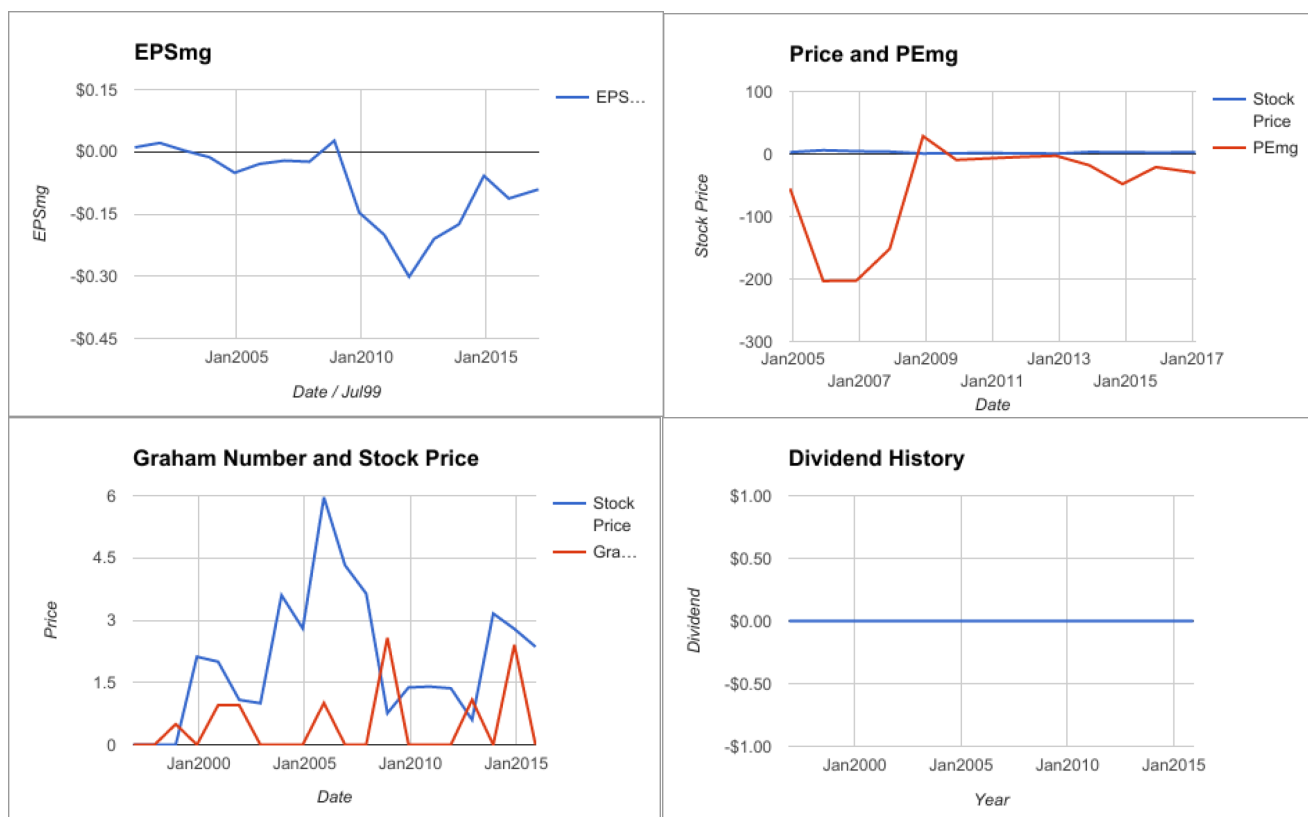 EPSmg
$0.15
$0.00
-$0.15
-$0.30
-$0.45
EPSmg
EPS…
Jan2005
Jan2010
Jan2015
Date / Jul99
Price and PEmg
100
0
-100
-200
-300
Stock Price
Stock
Price
PEmg
Jan2005
Jan2009
Jan2013
Jan2017
Jan2007
Jan2011
Jan2015
Date
Graham Number and Stock Price
6
4.5
3
1.5
0
Price
Stock
Price
Gra…
Jan2000
Jan2005
Jan2010
Jan2015
Date
Dividend History
$1.00
$0.50
$0.00
-$0.50
-$1.00
Dividend
Jan2000
Jan2005
Jan2010
Jan2015
Year